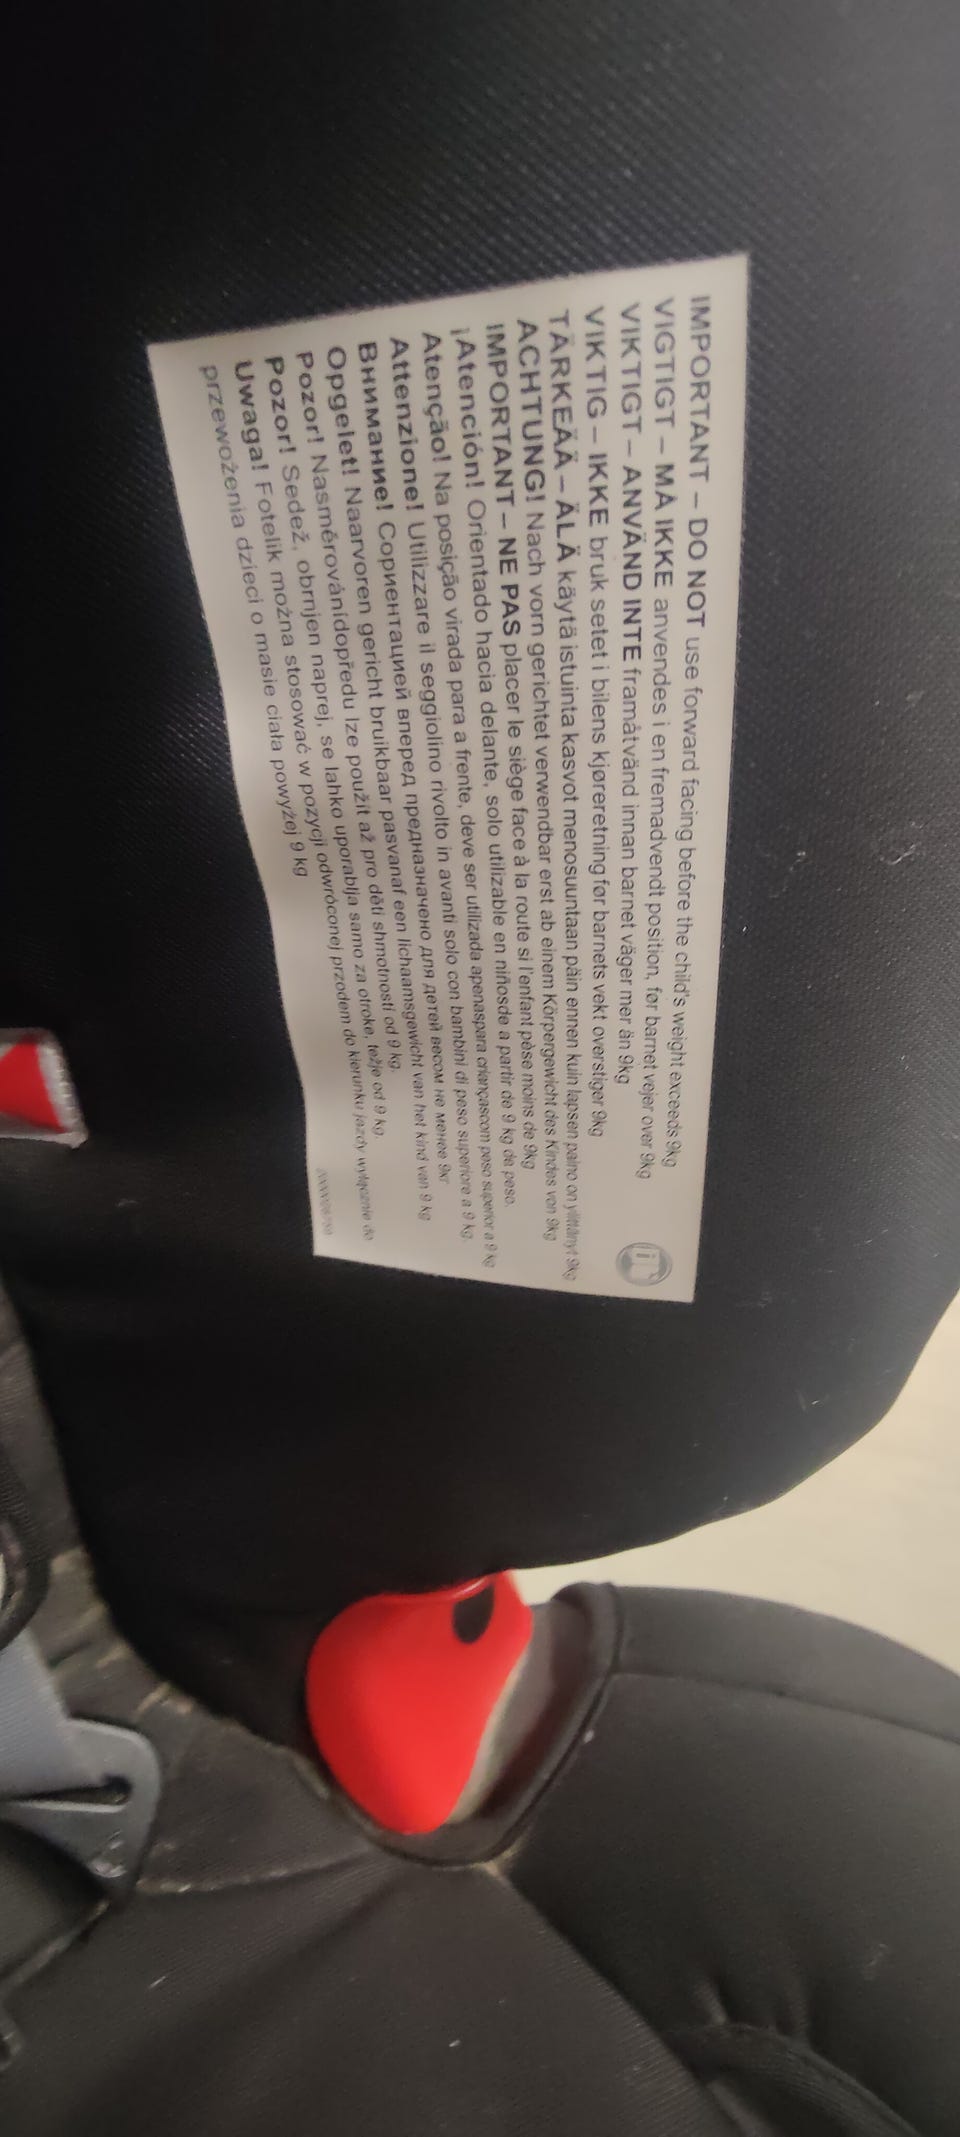 IMPORTANT – DO NOT use forward facing before the child's weight exceeds 9kg
VIGTIGT – MÅ IKKE anvendes i en fremadvendt position, før barnet vejer over 9kg
VIKTIGT – ANVÄND INTE framåtvänd innan barnet väger mer än 9kg
VIKTIG – IKKE bruk setet i bilens kjøreretning før barnets vekt overstiger 9kg
TÄRKEÄÄ – ÄLÄ käytä istuinta kasvot menosuuntaan päin ennen kuin lapsen paino on ylittänyt 9kg
ACHTUNG! Nach vorn gerichtet verwendbar erst ab einem Körpergewicht des Kindes von 9kg
IMPORTANT – NE PAS placer le siège face à la route si l'enfant pèse moins de 9kg
¡Atención! Orientado hacia delante, solo utilizable en niñosde a partir de 9 kg de peso.
Atenção! Na posição virada para a frente, deve ser utilizada apenaspara criançascom peso superior a 9 kg
Attenzione! Utilizzare il seggiolino rivolto in avanti solo con bambini di peso superiore a 9 kg.
Внимание! Сориентацией вперед предназначено для детей весом не менее 9кг
Opgelet! Naarvoren gericht bruikbaar pasvanaf een lichaamsgewicht van het kind van 9 kg
Pozor! Nasměrovánídopředu lze použít až pro děti shmotností od 9 kg.
Pozor! Sedež, obrnjen naprej, se lahko uporablja samo za otroke, težje od 9 kg
Uwaga! Fotelik można stosować w pozycji odwróconej przodem do kierunku jazdy wyłącznie do
przewożenia dzieci o masie ciała powyżej 9 kg